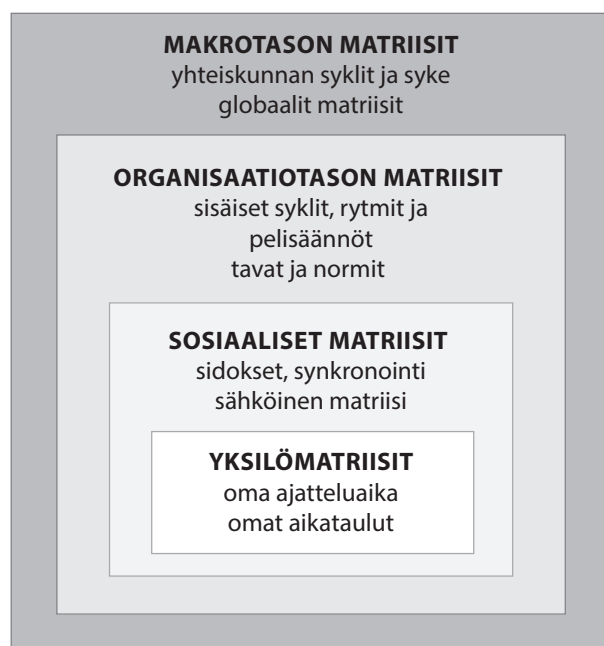 MAKROTASON MATRIISIT
yhteiskunnan syklit ja syke
globaalit matriisit
ORGANISAATIOTASON MATRIISIT
sisäiset syklit, rytmit ja
pelisäännöt
tavat ja normit
SOSIAALISET MATRIISIT
sidokset, synkronointi
sähköinen matriisi
YKSILÖMATRIISIT
oma ajatteluaika
omat aikataulut